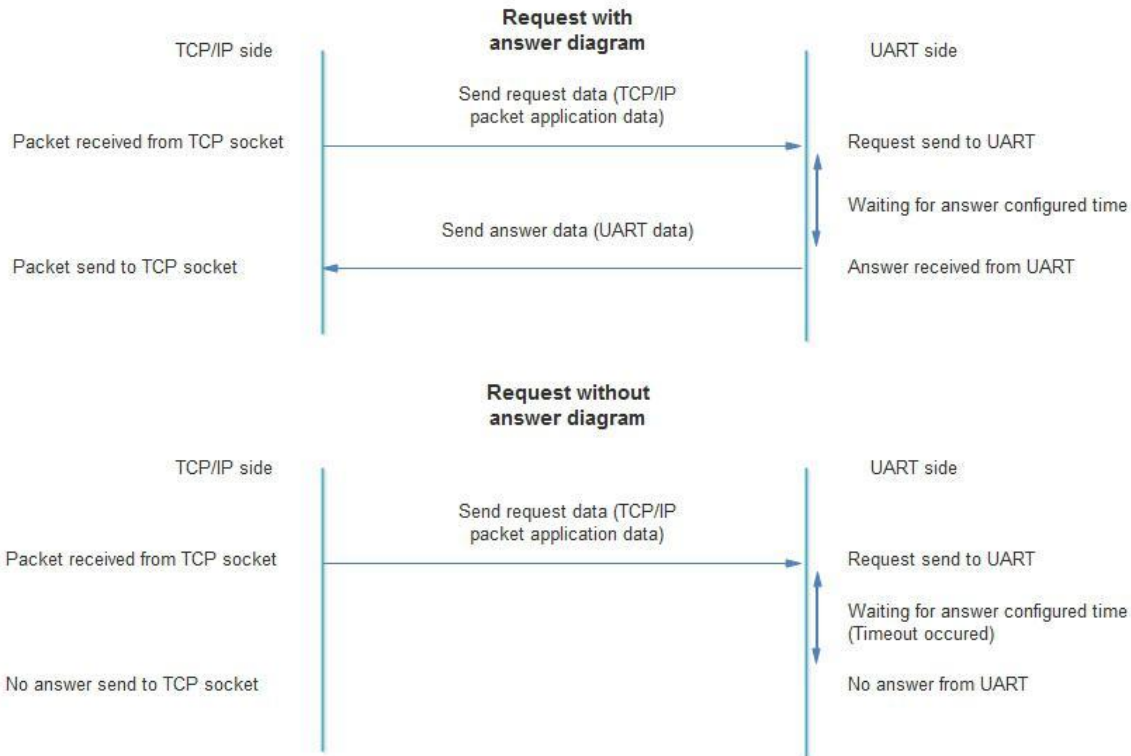 Request with
answer diagram
TCP/IP side
UART side
Send request data (TCP/IP
packet application data)
Packet received from TCP socket
Request send to UART
Waiting for answer configured time
Send answer data (UART data)
Packet send to TCP socket
Answer received from UART
Request without
answer diagram
TCP/IP side
UART side
Send request data (TCP/IP
packet application data)
Packet received from TCP socket
Request send to UART
Waiting for answer configured time
(Timeout occured)
No answer send to TCP socket
No answer from UART